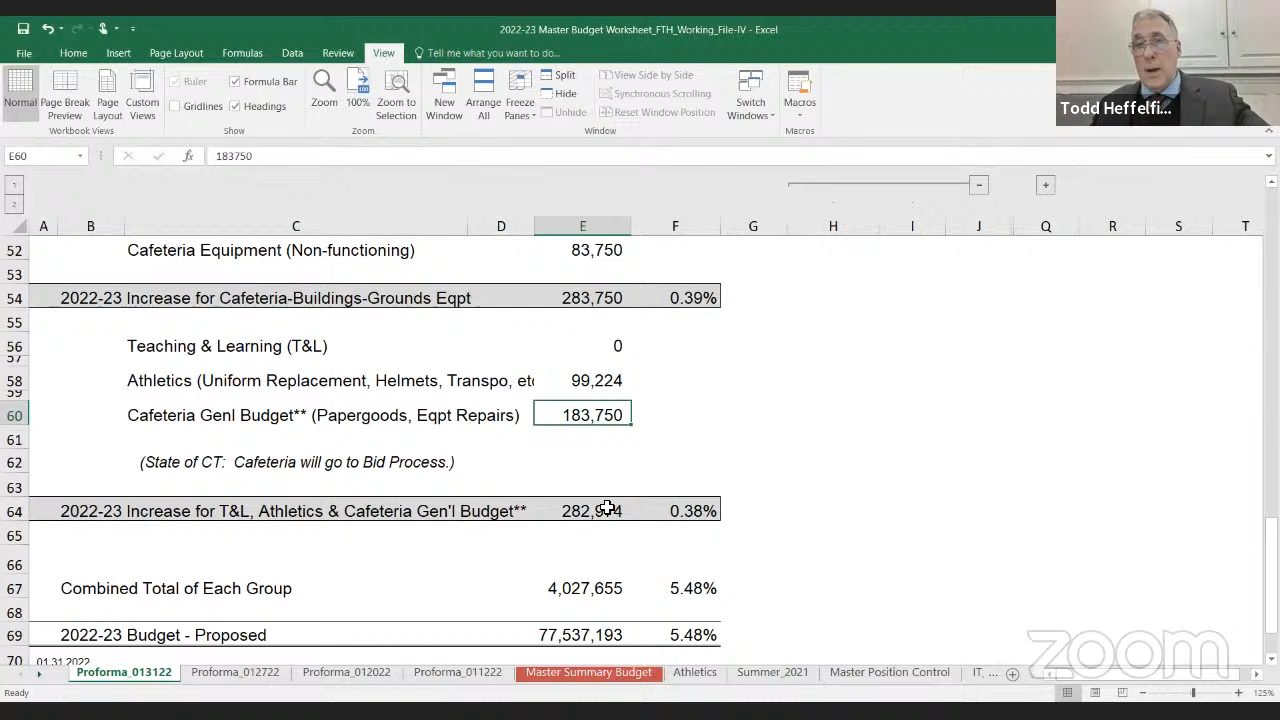 2022-23 Master Budget Worksheet_FTH_Working_File-IV - Excel
File Home Insert Page Layout Formulas Data Review View Tell me what you want to do...
Normal Page Break Preview Page Layout Custom Views
Ruler Formula Bar
Gridlines Headings
Zoom 100% Zoom to Selection
New Window Arrange All Freeze Panes
Split
Hide
Unhide
View Side by Side
Synchronous Scrolling
Reset Window Position
Switch Windows Macros
Workbook Views Show Zoom Window Macros
Todd Heffelfi...
E60 fx 183750
1
2
A B C D E F G H I J Q R S T
52 Cafeteria Equipment (Non-functioning) 83,750
53
54 2022-23 Increase for Cafeteria-Buildings-Grounds Eqpt 283,750 0.39%
55
56 Teaching & Learning (T&L) 0
57
58 Athletics (Uniform Replacement, Helmets, Transpo, etc 99,224
59
60 Cafeteria Genl Budget** (Papergoods, Eqpt Repairs) 183,750
61
62 (State of CT: Cafeteria will go to Bid Process.)
63
64 2022-23 Increase for T&L, Athletics & Cafeteria Gen'l Budget** 0.38%
65
66
67 Combined Total of Each Group 4,027,655 5.48%
68
69 2022-23 Budget - Proposed 77,537,193 5.48%
70 01.31.2022
Proforma_013122 Proforma_012722 Proforma_012022 Proforma_011222 Master Summary Budget Athletics Summer_2021 Master Position Control IT, ...
Ready 125%
zoom